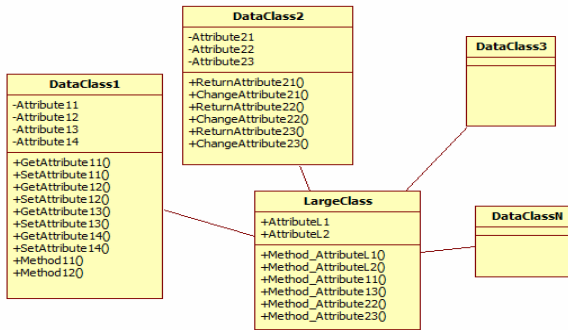 DataClass1
-Attribute11
-Attribute12
-Attribute13
-Attribute14
+GetAttribute11()
+SetAttribute11()
+GetAttribute12()
+SetAttribute12()
+GetAttribute13()
+SetAttribute13()
+GetAttribute14()
+SetAttribute14()
+Method11()
+Method12()
DataClass2
-Attribute21
-Attribute22
-Attribute23
+ReturnAttribute21()
+ChangeAttribute21()
+ReturnAttribute22()
+ChangeAttribute22()
+ReturnAttribute23()
+ChangeAttribute23()
DataClass3
LargeClass
+AttributeL1
+AttributeL2
+Method_AttributeL1()
+Method_AttributeL2()
+Method_Attribute11()
+Method_Attribute13()
+Method_Attribute22()
+Method_Attribute23()
DataClassN